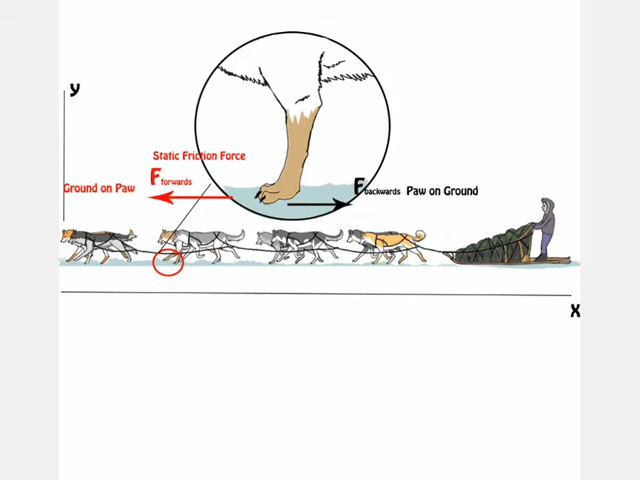 y
Static Friction Force
Fforwards
Ground on Paw
Fbackwards Paw on Ground
x